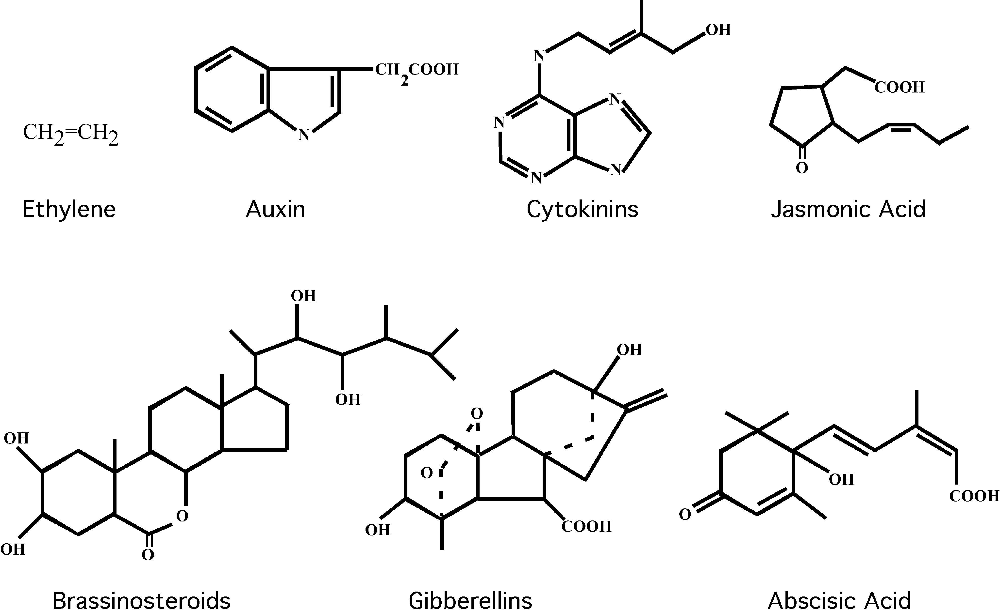 CH2=CH2
CH2COOH
N
OH
N
N
N
N
N
COOH
O
Ethylene
Auxin
Cytokinins
Jasmonic Acid
OH
OH
OH
OH
O
O
OH
O
O
OH
COOH
OH
COOH
O
Brassinosteroids
Gibberellins
Abscisic Acid